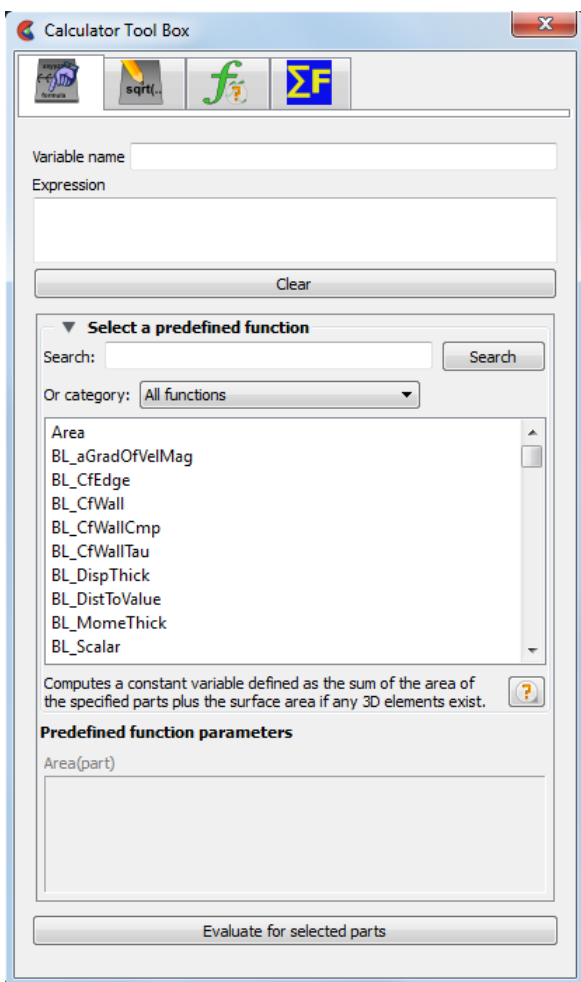 Calculator Tool Box
sqrt(..
f?
ΣF
Variable name
Expression
Clear
Select a predefined function
Search:
Search
Or category: All functions
Area
BL_aGradOfVelMag
BL_CfEdge
BL_CfWall
BL_CfWallCmp
BL_CfWallTau
BL_DispThick
BL_DistToValue
BL_MomeThick
BL_Scalar
Computes a constant variable defined as the sum of the area of
the specified parts plus the surface area if any 3D elements exist.
?
Predefined function parameters
Area(part)
Evaluate for selected parts